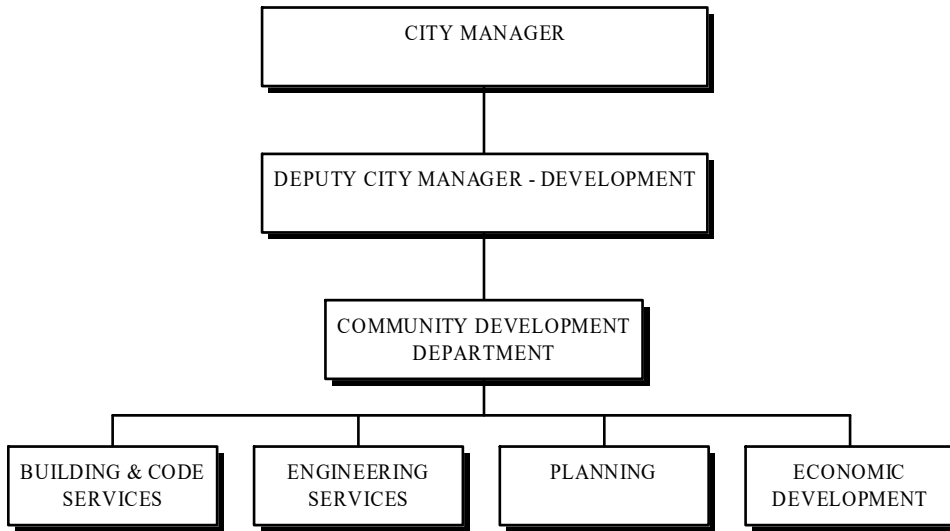 CITY MANAGER
DEPUTY CITY MANAGER - DEVELOPMENT
COMMUNITY DEVELOPMENT
DEPARTMENT
BUILDING & CODE
SERVICES
ENGINEERING
SERVICES
PLANNING
ECONOMIC
DEVELOPMENT